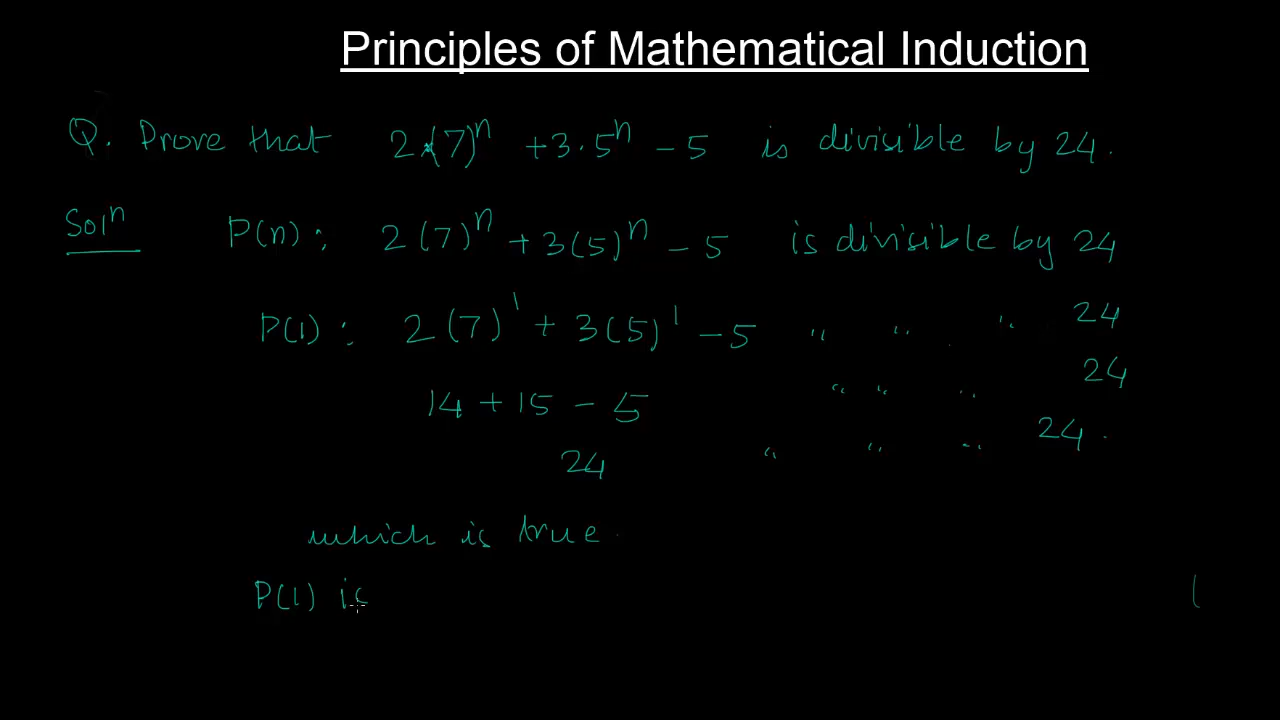 Principles of Mathematical Induction
Q. Prove that 2·(7)ⁿ + 3·5ⁿ − 5 is divisible by 24.
Solⁿ P(n): 2(7)ⁿ + 3(5)ⁿ − 5 is divisible by 24
P(1): 2(7)¹ + 3(5)¹ − 5 " " " 24
14 + 15 − 5 " " " 24
24 " " " 24.
which is true.
P(1) is